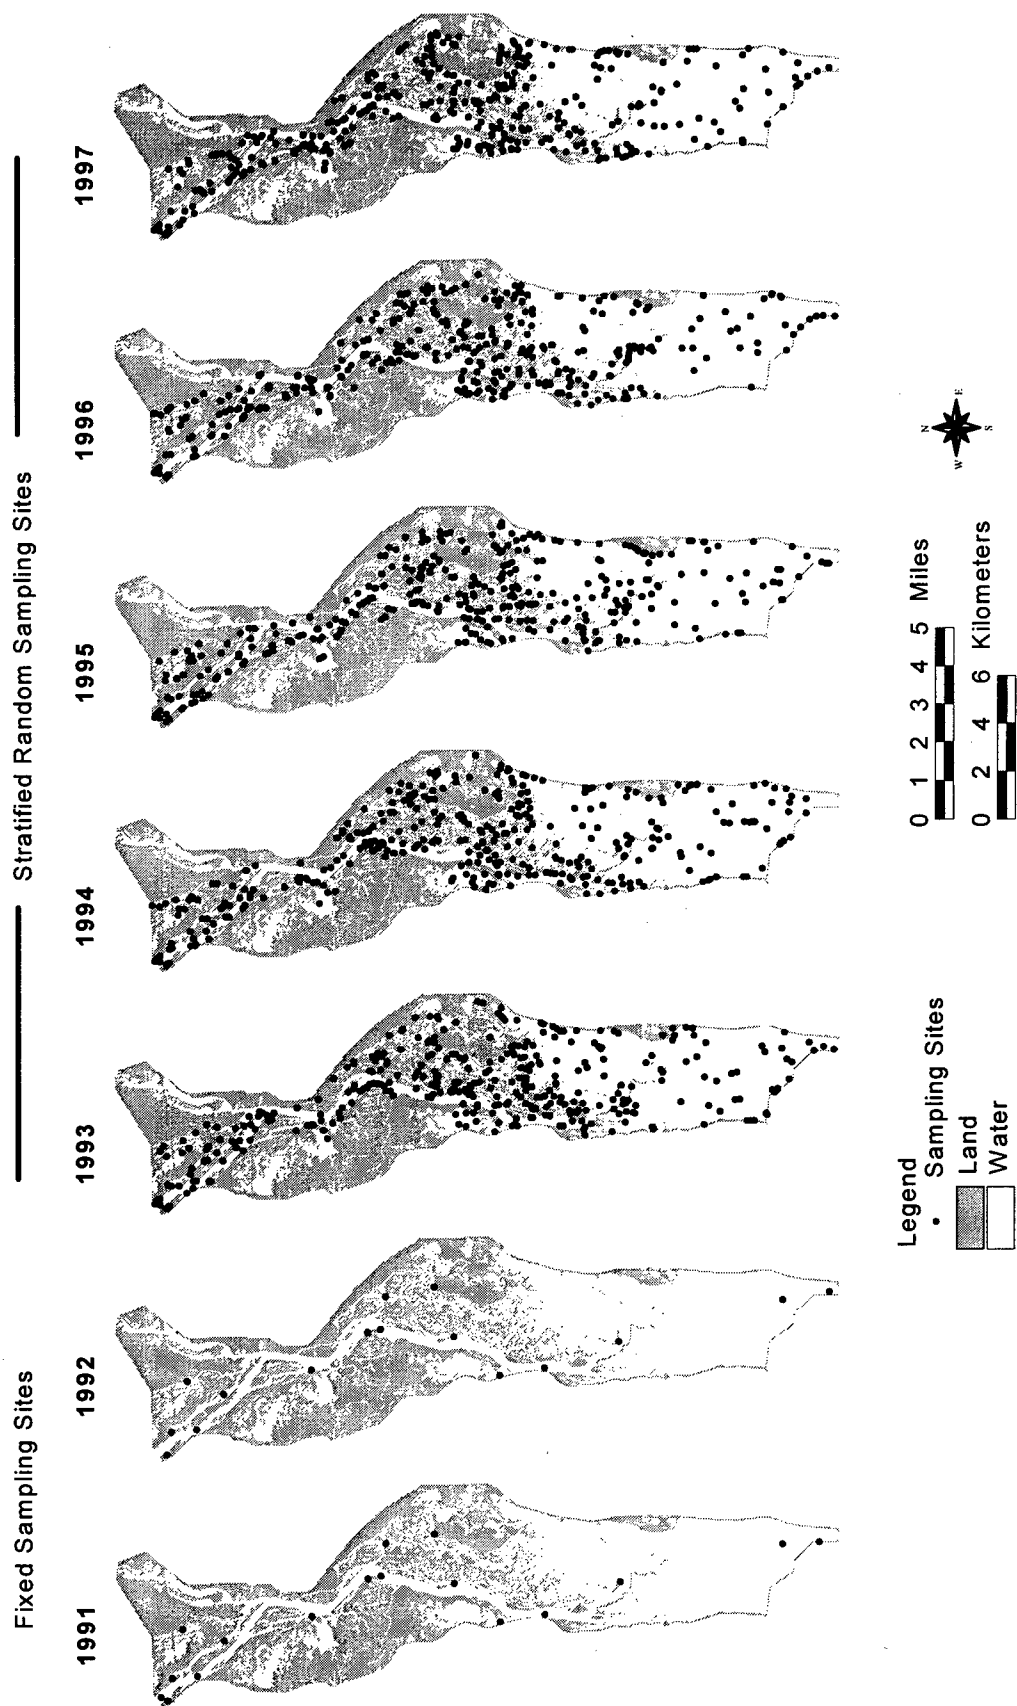 Fixed Sampling Sites
Stratified Random Sampling Sites
1991
1992
1993
1994
1995
1996
1997
Legend
Sampling Sites
Land
Water
0 1 2 3 4 5 Miles
0 2 4 6 Kilometers
N
W
E
S